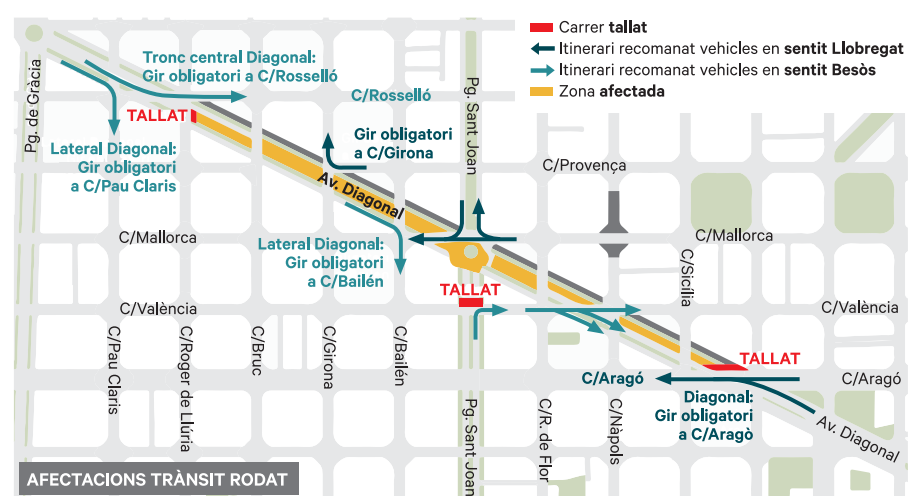 Carrer tallat
Itinerari recomanat vehicles en sentit Llobregat
Itinerari recomanat vehicles en sentit Besòs
Zona afectada
Pg. de Gràcia
Tronc central Diagonal:
Gir obligatori a C/Rosselló
Pg. Sant Joan
C/Rosselló
TALLAT
Gir obligatori
a C/Girona
Lateral Diagonal:
Gir obligatori
a C/Pau Claris
C/Provença
Av. Diagonal
C/Mallorca
C/Mallorca
Lateral Diagonal:
Gir obligatori
a C/Bailén
C/Sicília
TALLAT
C/València
C/València
C/Pau Claris
C/Roger de
Llúria
C/Bruc
C/Girona
C/Bailén
TALLAT
C/Aragó
C/Aragó
Pg. Sant Joan
C/R. de Flor
C/Nàpols
Diagonal:
Gir obligatori
a C/Aragò
Av. Diagonal
AFECTACIONS TRÀNSIT RODAT